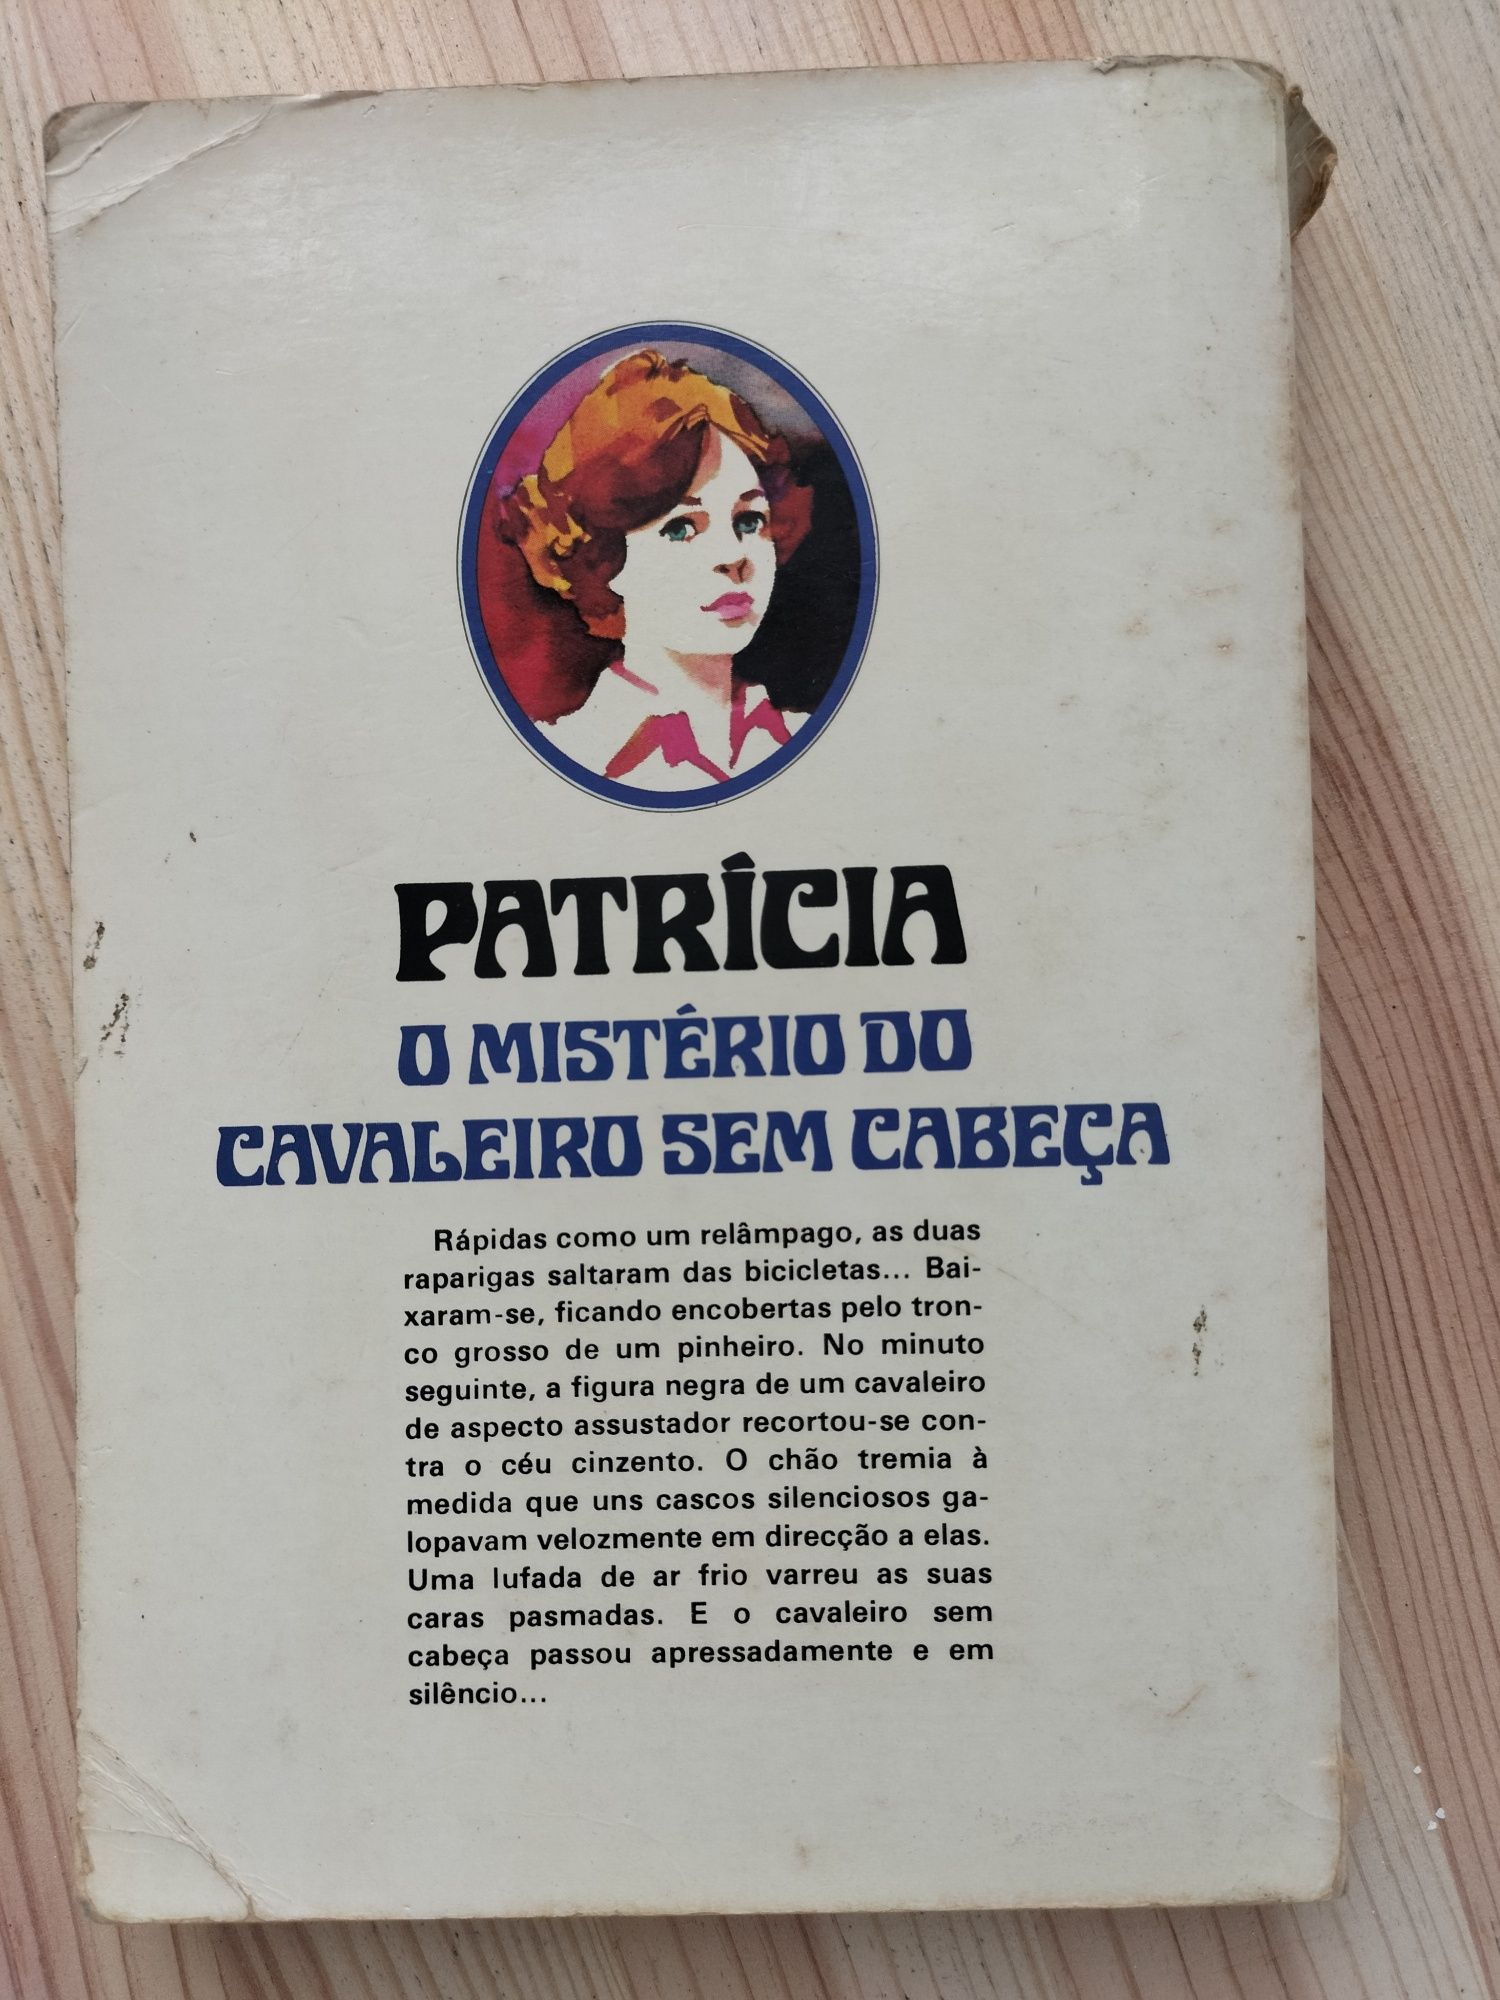 PATRÍCIA
O MISTÉRIO DO
CAVALEIRO SEM CABEÇA
Rápidas como um relâmpago, as duas
raparigas saltaram das bicicletas... Bai-
xaram-se, ficando encobertas pelo tron-
co grosso de um pinheiro. No minuto
seguinte, a figura negra de um cavaleiro
de aspecto assustador recortou-se con-
tra o céu cinzento. O chão tremia à
medida que uns cascos silenciosos ga-
lopavam velozmente em direcção a elas.
Uma lufada de ar frio varreu as suas
caras pasmadas. E o cavaleiro sem
cabeça passou apressadamente e em
silêncio...